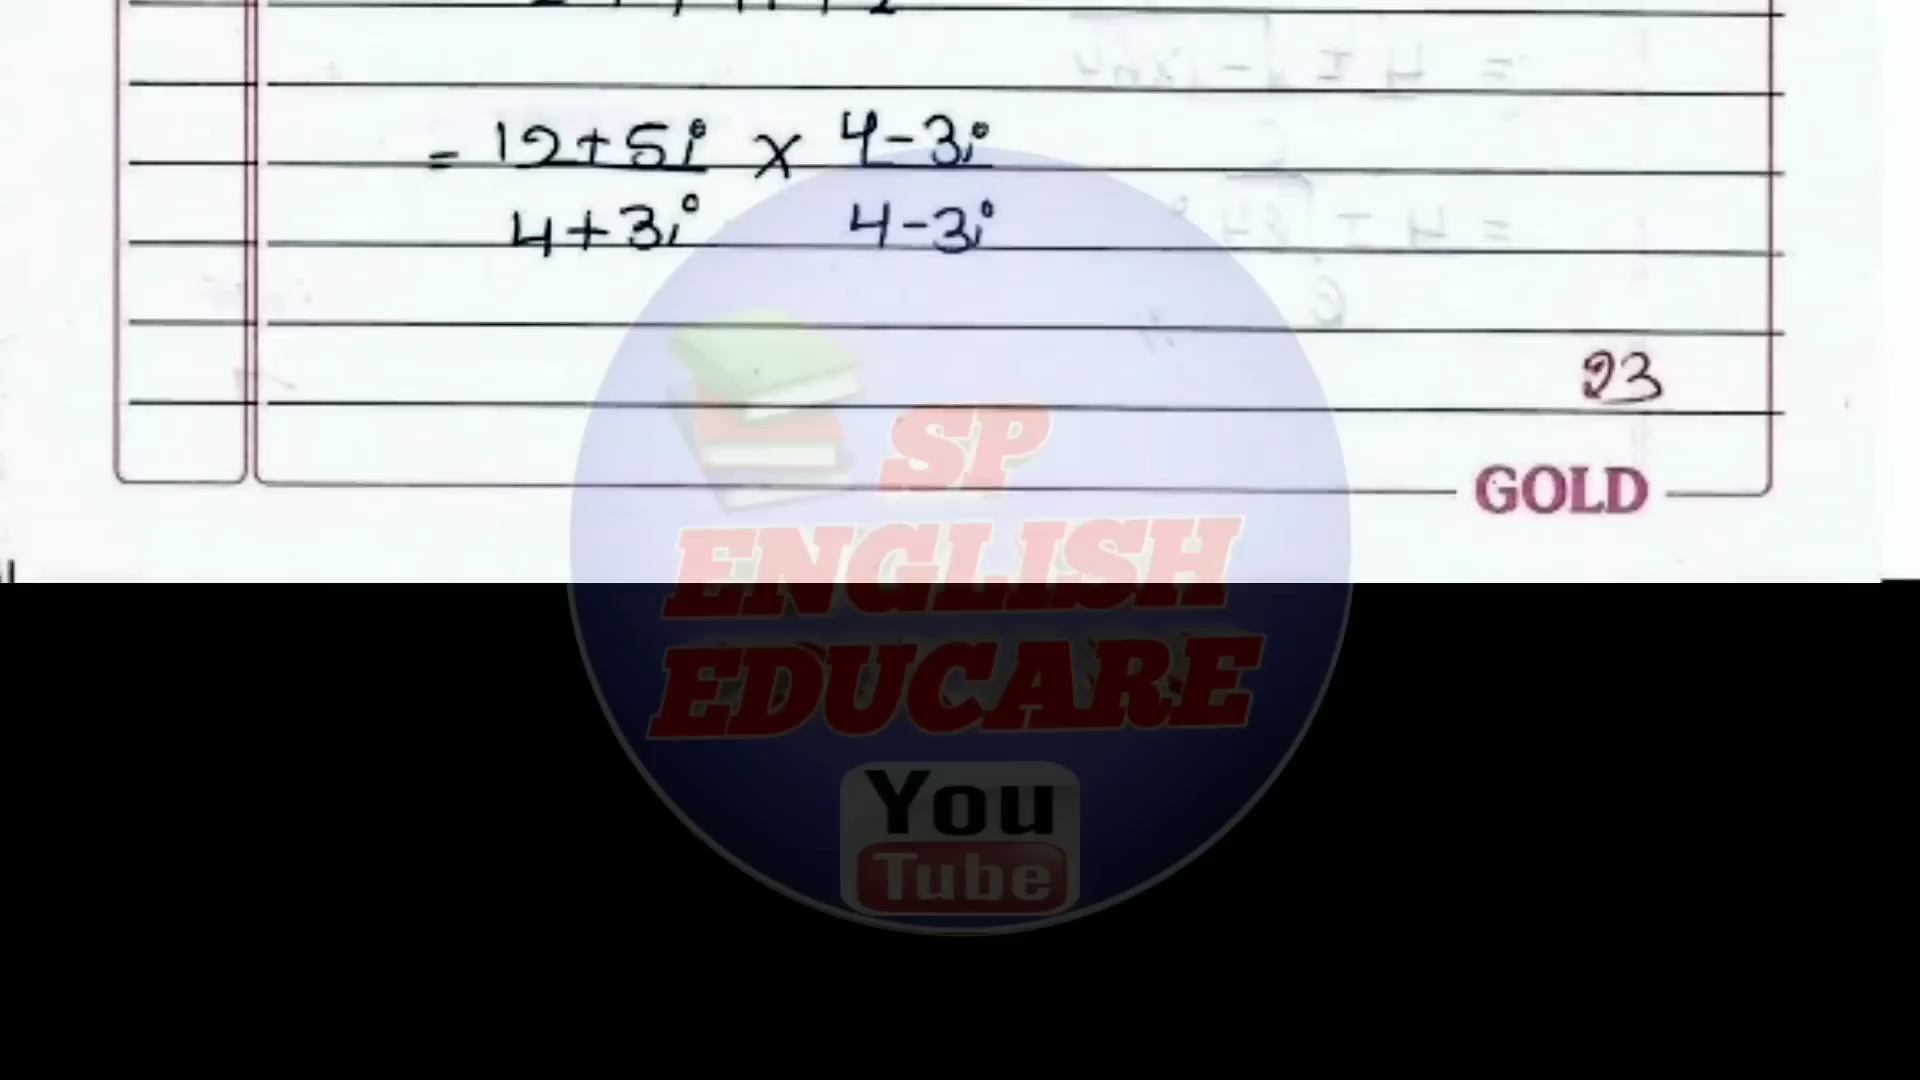 = 12+5i × 4-3i
4+3i 4-3i
23
GOLD
SP
ENGLISH
EDUCARE
You
Tube